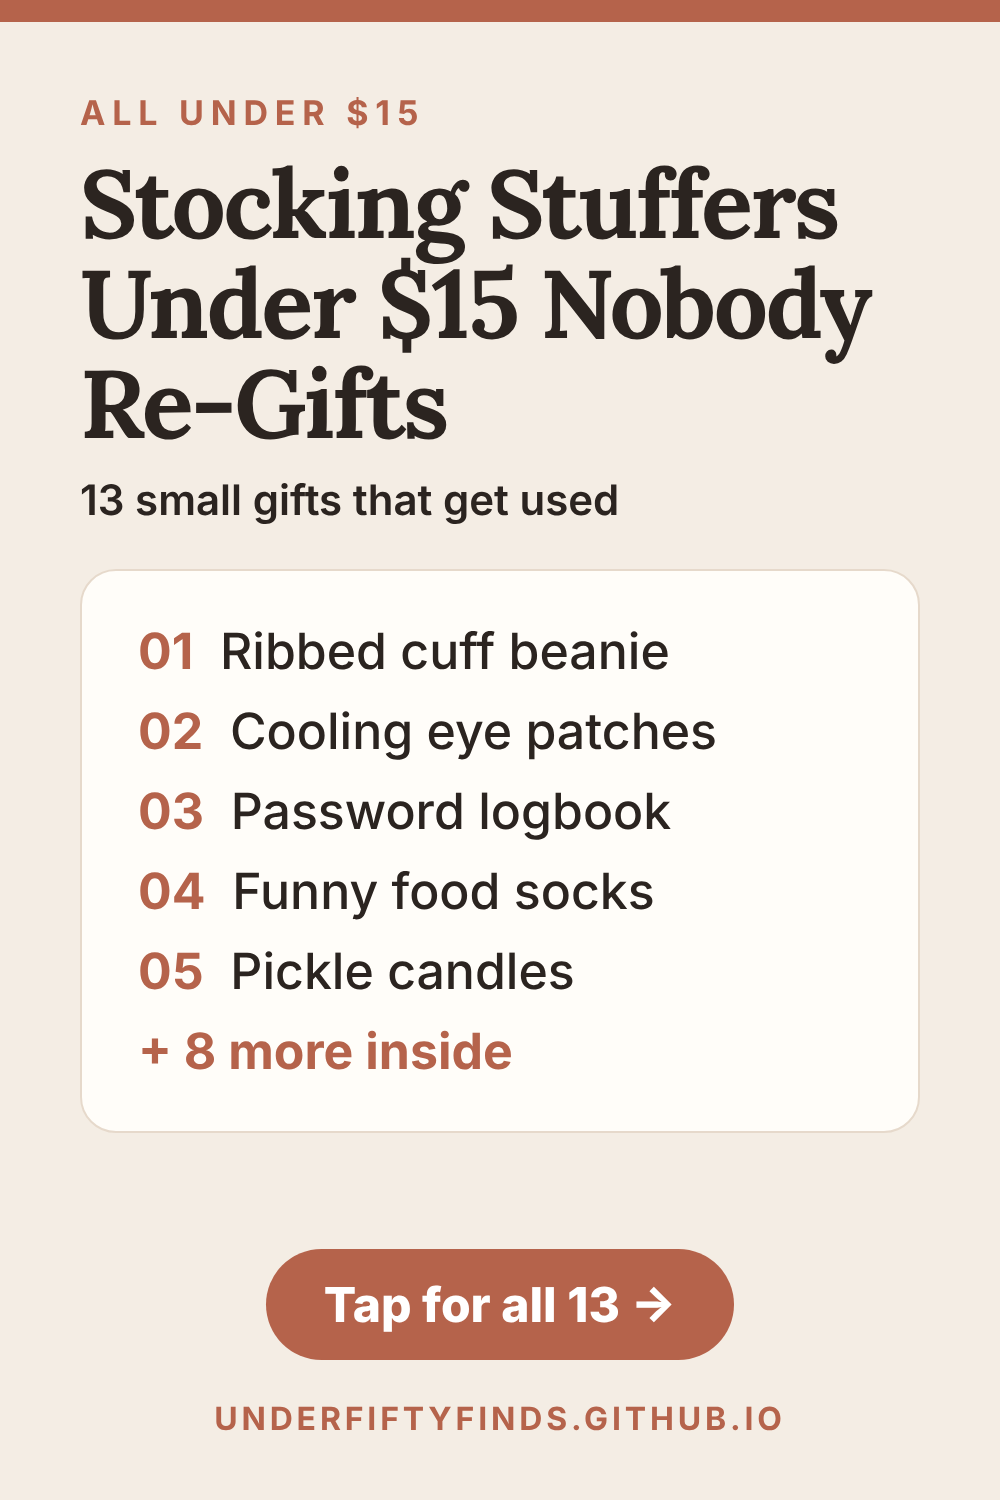 ALL UNDER $15
Stocking Stuffers
Under $15 Nobody
Re-Gifts
13 small gifts that get used
01 Ribbed cuff beanie
02 Cooling eye patches
03 Password logbook
04 Funny food socks
05 Pickle candles
+ 8 more inside
Tap for all 13 →
UNDERFIFTYFINDS.GITHUB.IO